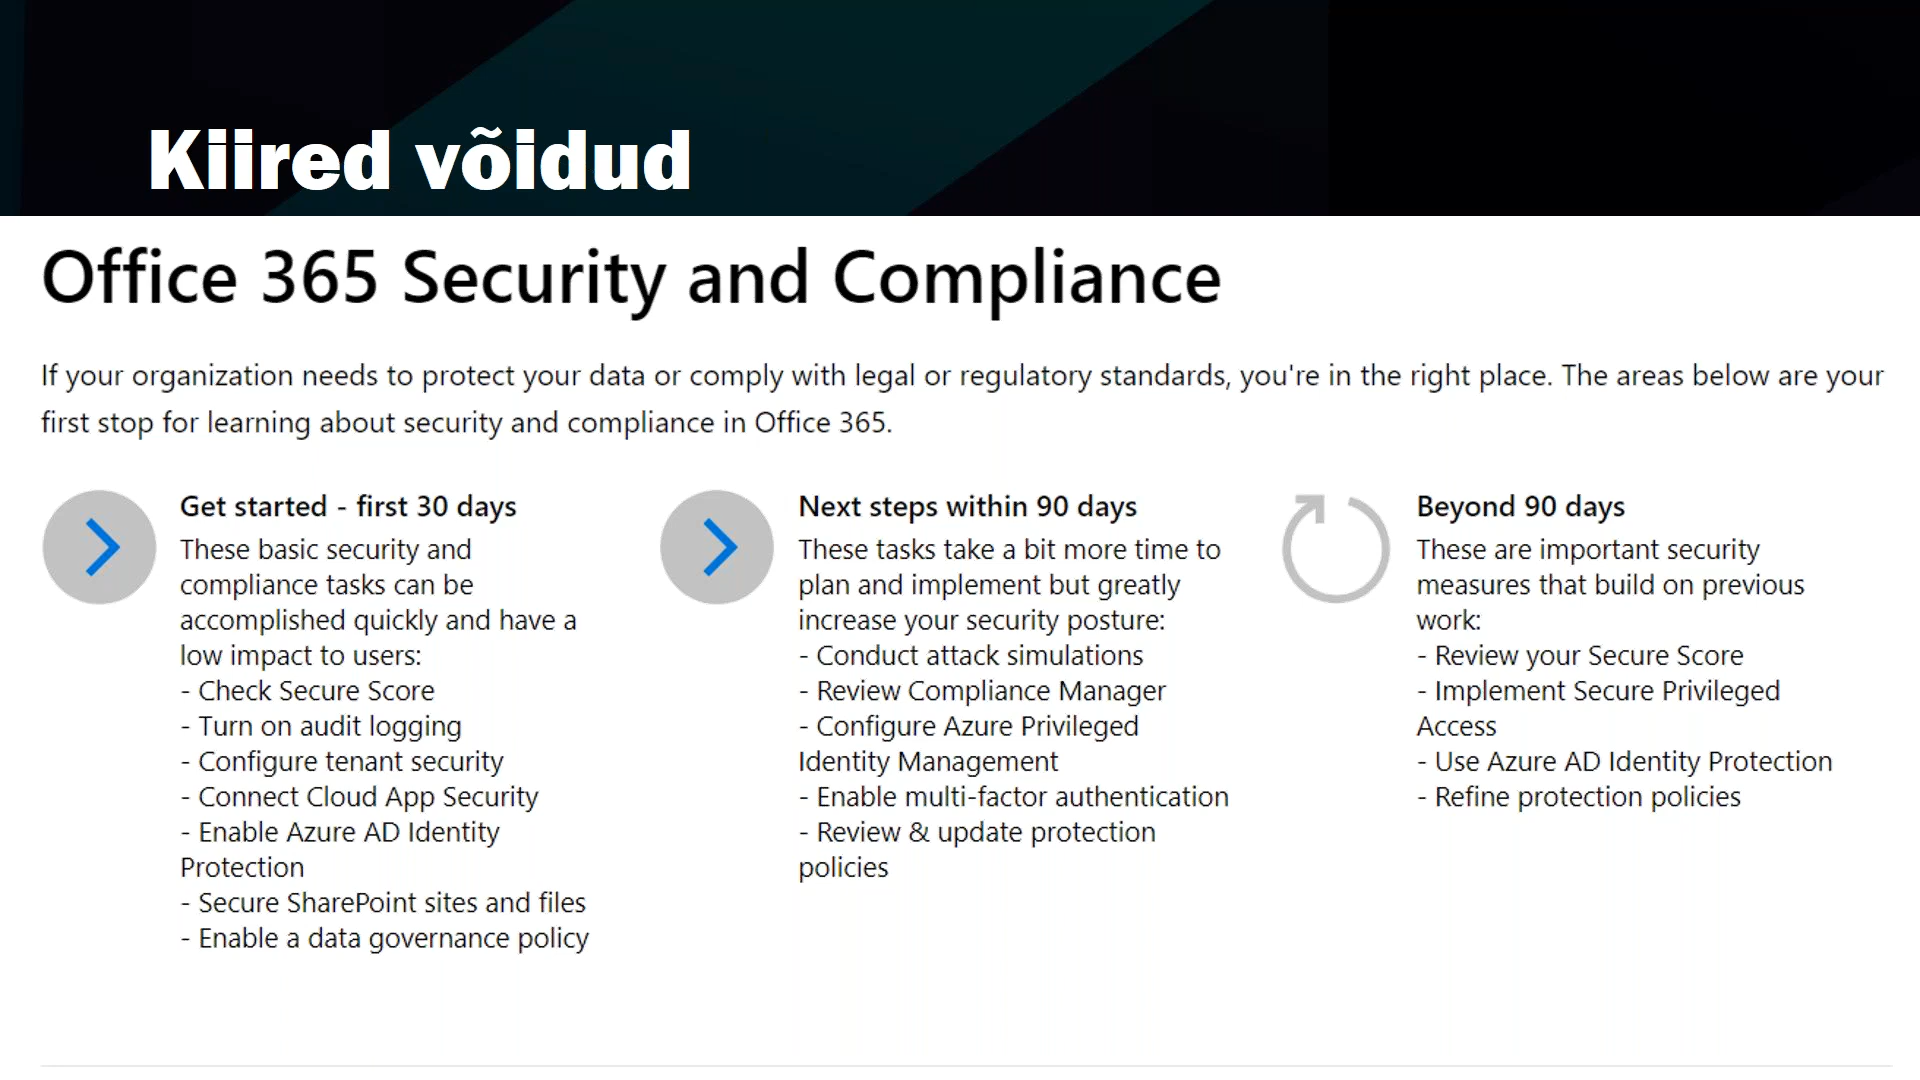 Kiired võidud
Office 365 Security and Compliance
If your organization needs to protect your data or comply with legal or regulatory standards, you're in the right place. The areas below are your
first stop for learning about security and compliance in Office 365.
Get started - first 30 days
These basic security and
compliance tasks can be
accomplished quickly and have a
low impact to users:
- Check Secure Score
- Turn on audit logging
- Configure tenant security
- Connect Cloud App Security
- Enable Azure AD Identity
Protection
- Secure SharePoint sites and files
- Enable a data governance policy
Next steps within 90 days
These tasks take a bit more time to
plan and implement but greatly
increase your security posture:
- Conduct attack simulations
- Review Compliance Manager
- Configure Azure Privileged
Identity Management
- Enable multi-factor authentication
- Review & update protection
policies
Beyond 90 days
These are important security
measures that build on previous
work:
- Review your Secure Score
- Implement Secure Privileged
Access
- Use Azure AD Identity Protection
- Refine protection policies